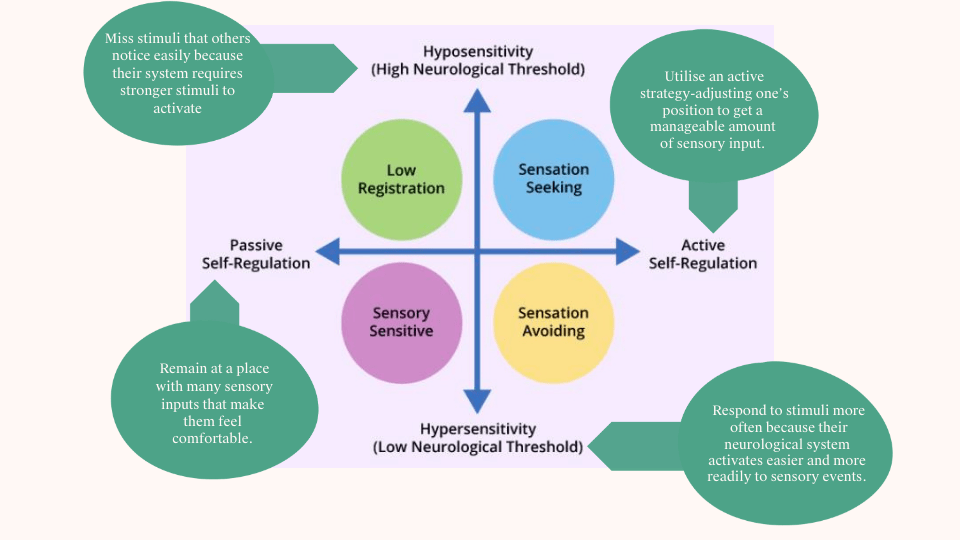 Miss stimuli that others
notice easily because
their system requires
stronger stimuli to
activate
Hyposensitivity
(High Neurological Threshold)
Utilise an active
strategy-adjusting one's
position to get a
manageable amount
of sensory input.
Low
Registration
Sensation
Seeking
Passive
Self-Regulation
Active
Self-Regulation
Sensory
Sensitive
Sensation
Avoiding
Remain at a place
with many sensory
inputs that make
them feel
comfortable.
Hypersensitivity
(Low Neurological Threshold)
Respond to stimuli more
often because their
neurological system
activates easier and more
readily to sensory events.